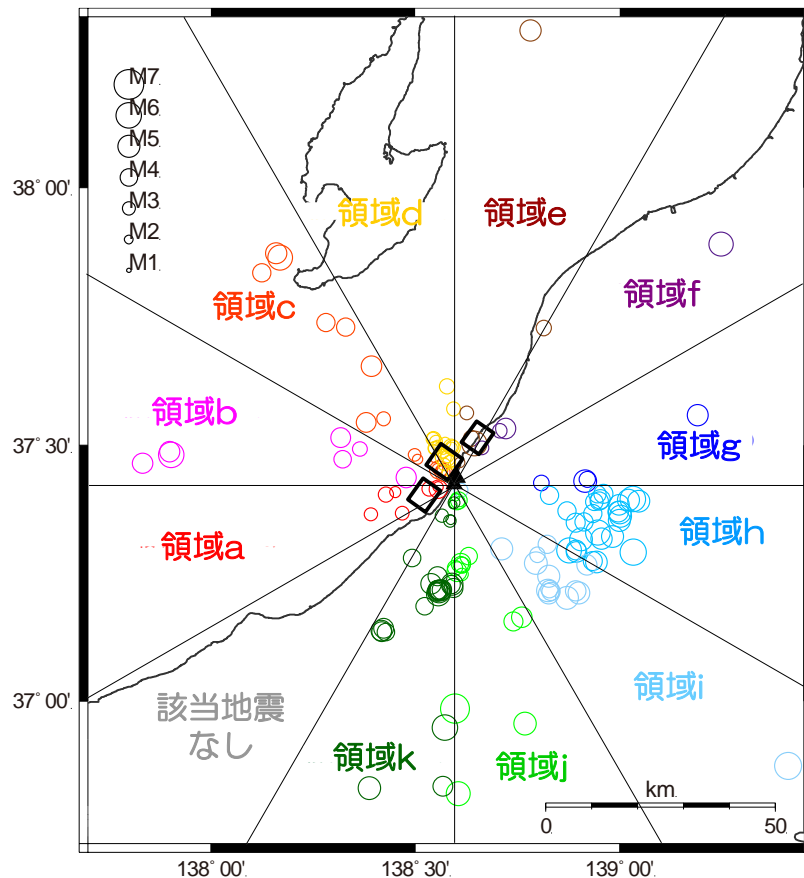 M7
M6
M5
M4
M3
M2
M1
38° 00'
37° 30'
37° 00'
領域d
領域e
領域c
領域f
領域b
領域g
領域a
領域h
領域i
該当地震
なし
領域k
領域j
km
0
50
138° 00'
138° 30'
139° 00'